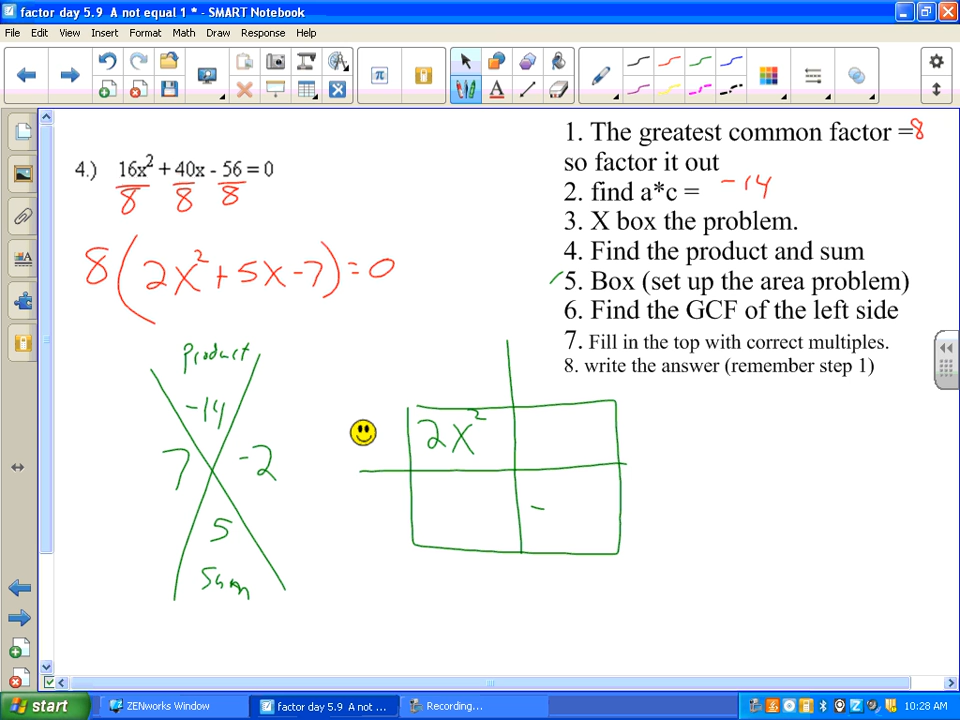 factor day 5.9 A not equal 1 * - SMART Notebook
File Edit View Insert Format Math Draw Response Help
4.) 16x² + 40x - 56 = 0
8 8 8
8(2x² + 5x - 7) = 0
1. The greatest common factor = 8
so factor it out
2. find a*c = -14
3. X box the problem.
4. Find the product and sum
5. Box (set up the area problem)
6. Find the GCF of the left side
7. Fill in the top with correct multiples.
8. write the answer (remember step 1)
Product
-14
7 -2
5
Sum
2x²
-
start ZENworks Window factor day 5.9 A not ... Recording... 10:28 AM